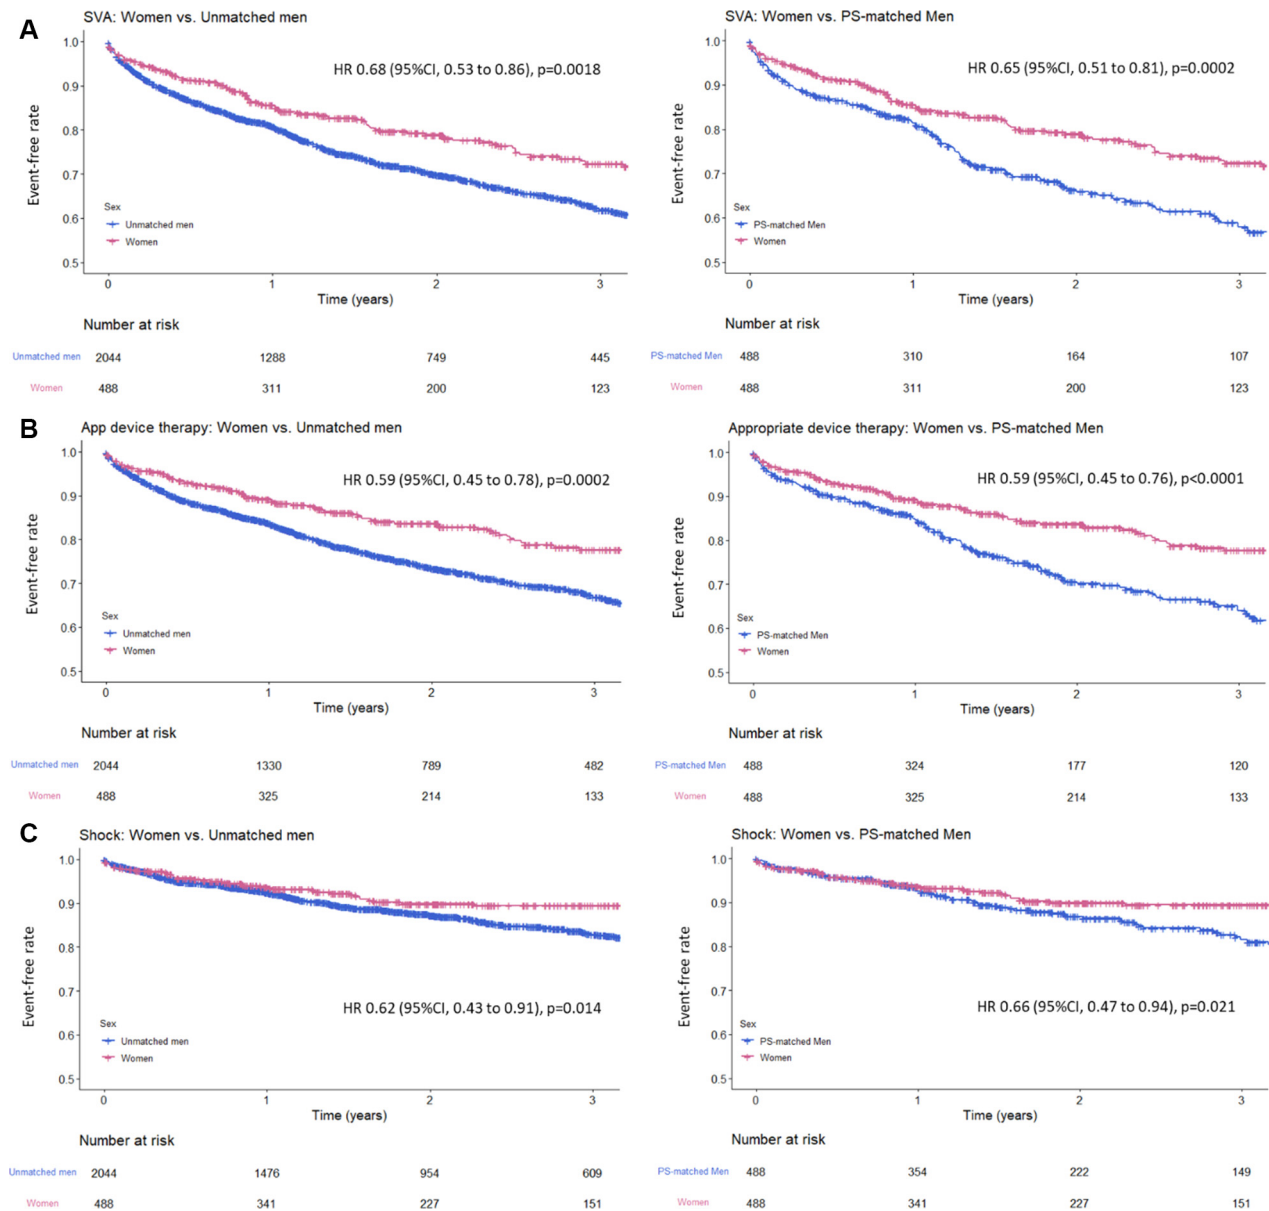 A
SVA: Women vs. Unmatched men
HR 0.68 (95%CI, 0.53 to 0.86), p=0.0018
Event-free rate
1.0
0.9
0.8
0.7
0.6
0.5
Sex
Unmatched men
Women
0 1 2 3
Time (years)
Number at risk
Unmatched men 2044 1288 749 445
Women 488 311 200 123
SVA: Women vs. PS-matched Men
HR 0.65 (95%CI, 0.51 to 0.81), p=0.0002
Event-free rate
1.0
0.9
0.8
0.7
0.6
0.5
Sex
PS-matched Men
Women
0 1 2 3
Time (years)
Number at risk
PS-matched Men 488 310 164 107
Women 488 311 200 123
B
App device therapy: Women vs. Unmatched men
HR 0.59 (95%CI, 0.45 to 0.78), p=0.0002
Event-free rate
1.0
0.9
0.8
0.7
0.6
0.5
Sex
Unmatched men
Women
0 1 2 3
Time (years)
Number at risk
Unmatched men 2044 1330 789 482
Women 488 325 214 133
Appropriate device therapy: Women vs. PS-matched Men
HR 0.59 (95%CI, 0.45 to 0.76), p<0.0001
Event-free rate
1.0
0.9
0.8
0.7
0.6
0.5
Sex
PS-matched Men
Women
0 1 2 3
Time (years)
Number at risk
PS-matched Men 488 324 177 120
Women 488 325 214 133
C
Shock: Women vs. Unmatched men
HR 0.62 (95%CI, 0.43 to 0.91), p=0.014
Event-free rate
1.0
0.9
0.8
0.7
0.6
0.5
Sex
Unmatched men
Women
0 1 2 3
Time (years)
Number at risk
Unmatched men 2044 1476 954 609
Women 488 341 227 151
Shock: Women vs. PS-matched Men
HR 0.66 (95%CI, 0.47 to 0.94), p=0.021
Event-free rate
1.0
0.9
0.8
0.7
0.6
0.5
Sex
PS-matched Men
Women
0 1 2 3
Time (years)
Number at risk
PS-matched Men 488 354 222 149
Women 488 341 227 151